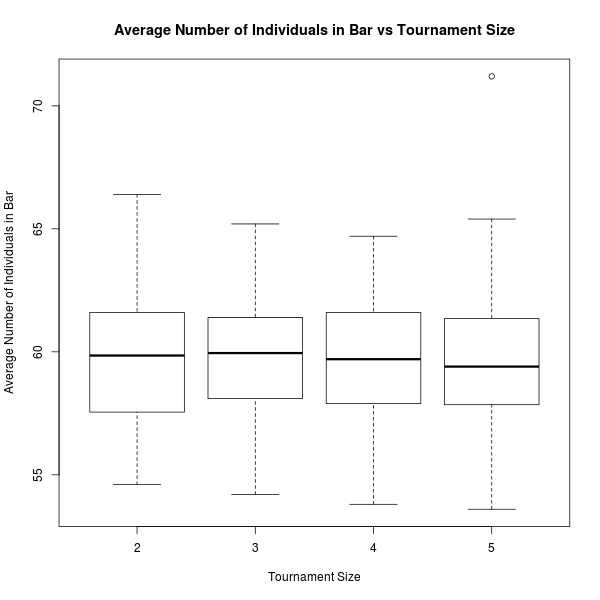 Average Number of Individuals in Bar vs Tournament Size
Average Number of Individuals in Bar
70
65
60
55
2 3 4 5
Tournament Size